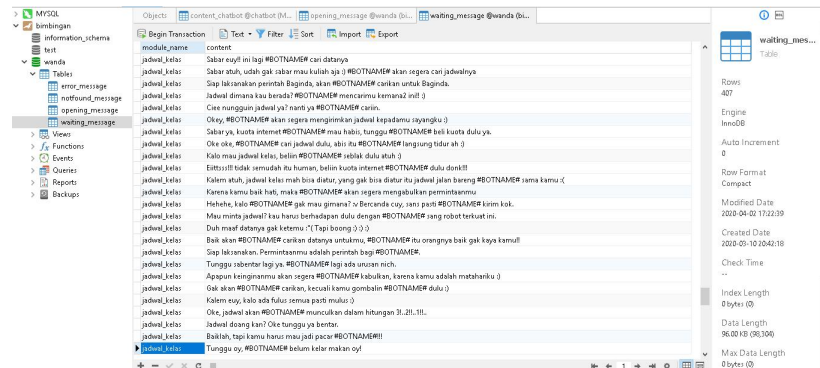 MYSQL
bimbingan
information_schema
test
wanda
Tables
error_message
notfound_message
opening_message
waiting_message
Views
Functions
Events
Queries
Reports
Backups
Objects
content_chatbot @chatbot (M...
opening_message @wanda (bi...
waiting_message @wanda (bi...
Begin Transaction Text Filter Sort Import Export
module_name content
jadwal_kelas Sabar euy!! ini lagi #BOTNAME# cari datanya
jadwal_kelas Sabar atuh, udah gak sabar mau kuliah aja :) #BOTNAME# akan segera cari jadwalnya
jadwal_kelas Siap laksanakan perintah Baginda, akan #BOTNAME# carikan untuk Baginda.
jadwal_kelas Jadwal dimana kau berada? #BOTNAME# mencarimu kemana2 ini!! :)
jadwal_kelas Ciee nungguin jadwal ya? nanti ya #BOTNAME# cariin.
jadwal_kelas Okey, #BOTNAME# akan segera mengirimkan jadwal kepadamu sayangku :)
jadwal_kelas Sabar ya, kuota internet #BOTNAME# mau habis, tunggu #BOTNAME# beli kuota dulu ya.
jadwal_kelas Oke oke, #BOTNAME# cari jadwal dulu, abis itu #BOTNAME# langsung tidur ah :)
jadwal_kelas Kalo mau jadwal kelas, beliin #BOTNAME# seblak dulu atuh :)
jadwal_kelas Eittsss!!! tidak semudah itu human, beliin kuota internet #BOTNAME# dulu donk!!!
jadwal_kelas Kalem atuh, jadwal kelas mah bisa diatur, yang gak bisa diatur itu jadwal jalan bareng #BOTNAME# sama kamu :(
jadwal_kelas Karena kamu baik hati, maka #BOTNAME# akan segera mengabulkan permintaanmu
jadwal_kelas Hehehe, kalo #BOTNAME# gak mau gimana? :v Bercanda cuy, sans pasti #BOTNAME# kirim kok.
jadwal_kelas Mau minta jadwal? kau harus berhadapan dulu dengan #BOTNAME# sang robot terkuat ini.
jadwal_kelas Duh maaf datanya gak ketemu :"( Tapi boong :) :) :)
jadwal_kelas Baik akan #BOTNAME# carikan datanya untukmu, #BOTNAME# itu orangnya baik gak kaya kamu!!
jadwal_kelas Siap laksanakan. Permintaanmu adalah perintah bagi #BOTNAME#.
jadwal_kelas Tunggu sabentar lagi ya. #BOTNAME# lagi ada urusan nich.
jadwal_kelas Apapun keinginanmu akan segera #BOTNAME# kabulkan, karena kamu adalah matahariku :)
jadwal_kelas Gak akan #BOTNAME# carikan, kecuali kamu gombalin #BOTNAME# dulu :)
jadwal_kelas Kalem euy, kalo ada fulus semua pasti mulus :)
jadwal_kelas Oke, jadwal akan #BOTNAME# munculkan dalam hitungan 3!..2!!..1!!..
jadwal_kelas Jadwal doang kan? Oke tunggu ya bentar.
jadwal_kelas Baiklah, tapi kamu harus mau jadi pacar #BOTNAME#!!!
jadwal_kelas Tunggu oy, #BOTNAME# belum kelar makan oy!
1
waiting_mes...
Table
Rows
407
Engine
InnoDB
Auto Increment
0
Row Format
Compact
Modified Date
2020-04-02 17:22:39
Created Date
2020-03-10 20:42:18
Check Time
--
Index Length
0 bytes (0)
Data Length
96.00 KB (98,304)
Max Data Length
0 bytes (0)